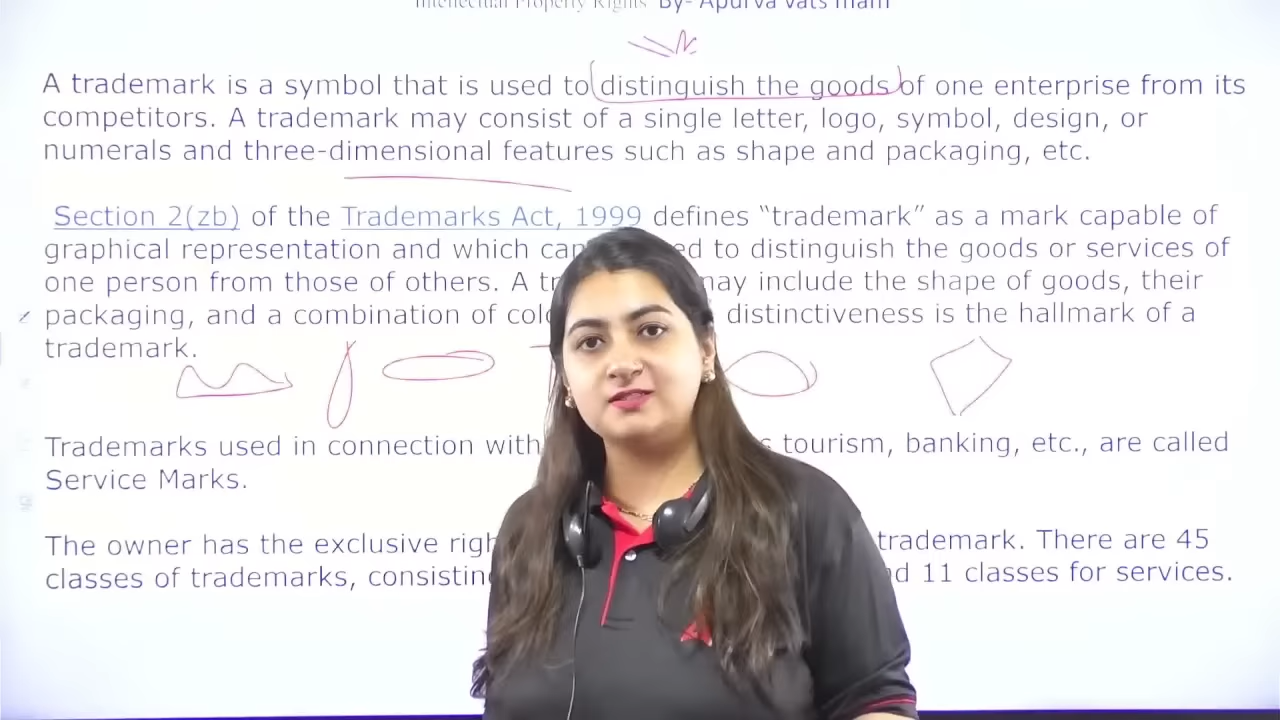 Intellectual Property Rights By- Apurva Vats mam
A trademark is a symbol that is used to distinguish the goods of one enterprise from its
competitors. A trademark may consist of a single letter, logo, symbol, design, or
numerals and three-dimensional features such as shape and packaging, etc.
Section 2(zb) of the Trademarks Act, 1999 defines “trademark” as a mark capable of
graphical representation and which to distinguish the goods or services of
one person from those of others. A may include the shape of goods, their
packaging, and a combination of distinctiveness is the hallmark of a
trademark.
Trademarks used in connection with tourism, banking, etc., are called
Service Marks.
The owner has the exclusive trademark. There are 45
classes of trademarks, 11 classes for services.